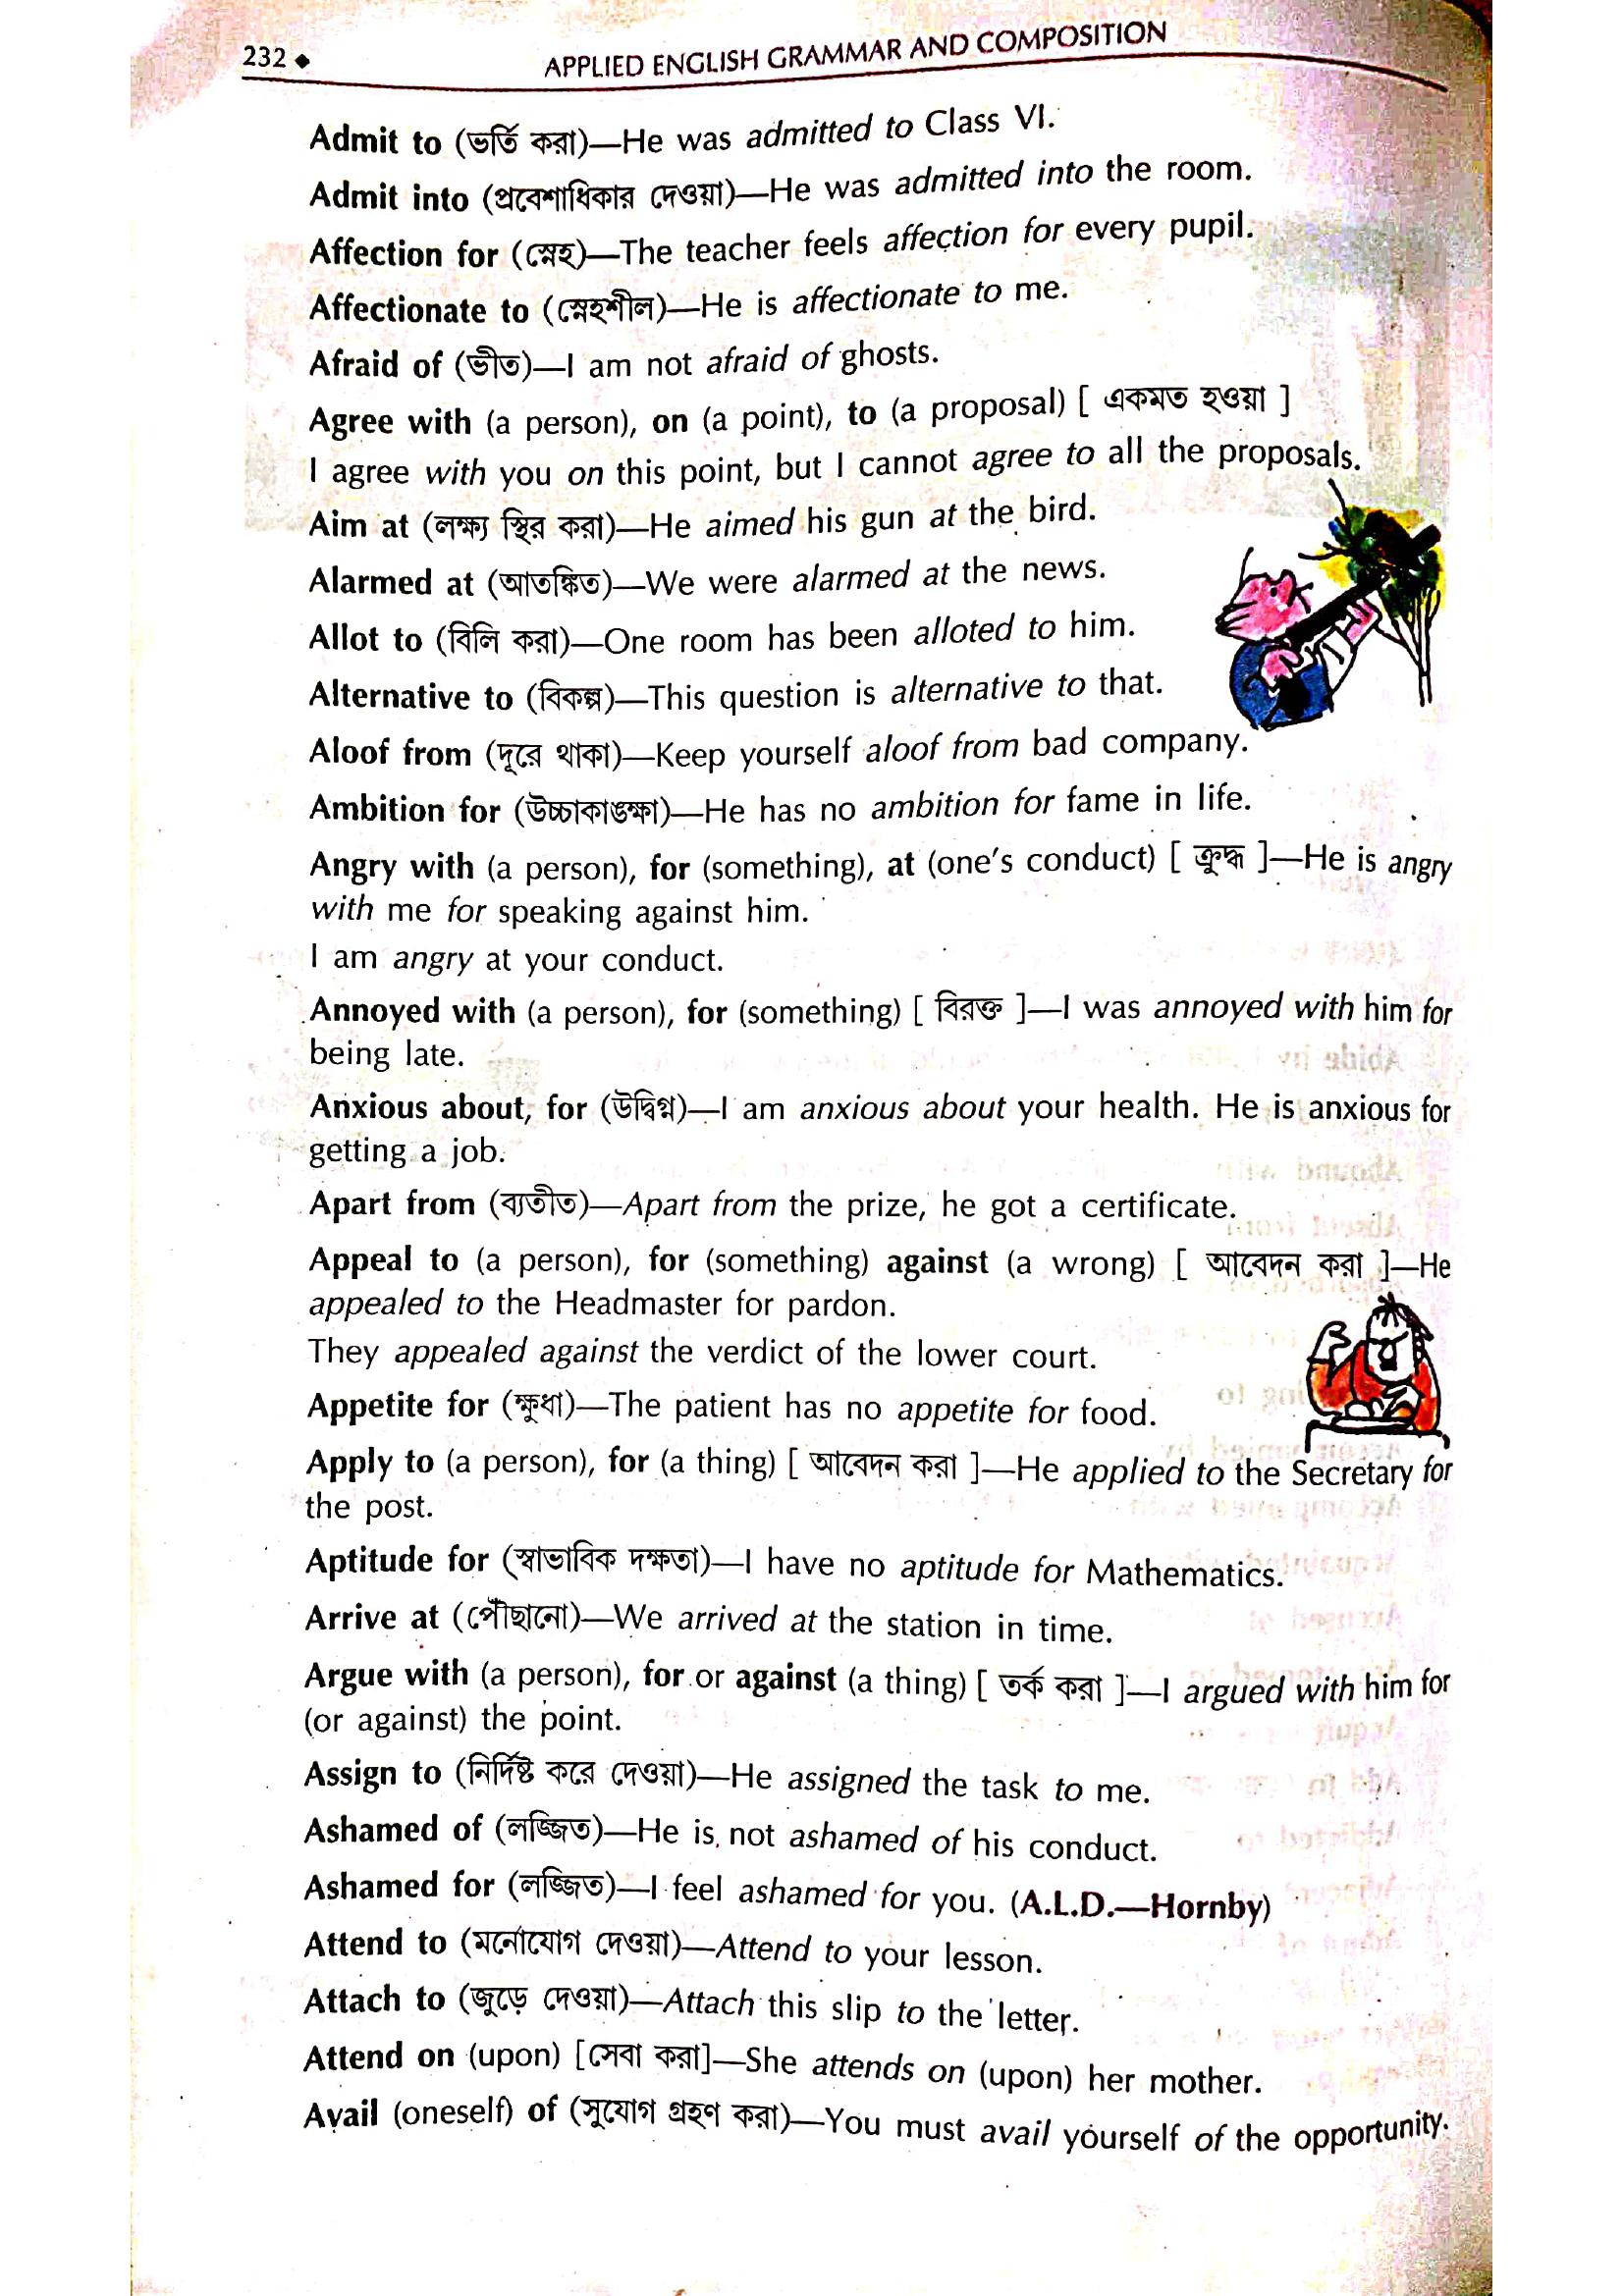 232 ◆
APPLIED ENGLISH GRAMMAR AND COMPOSITION
Admit to (ভর্তি করা)—He was admitted to Class VI.
Admit into (প্রবেশাধিকার দেওয়া)—He was admitted into the room.
Affection for (স্নেহ)—The teacher feels affection for every pupil.
Affectionate to (স্নেহশীল)—He is affectionate to me.
Afraid of (ভীত)—I am not afraid of ghosts.
Agree with (a person), on (a point), to (a proposal) [ একমত হওয়া ]
I agree with you on this point, but I cannot agree to all the proposals.
Aim at (লক্ষ্য স্থির করা)—He aimed his gun at the bird.
Alarmed at (আতঙ্কিত)—We were alarmed at the news.
Allot to (বিলি করা)—One room has been alloted to him.
Alternative to (বিকল্প)—This question is alternative to that.
Aloof from (দূরে থাকা)—Keep yourself aloof from bad company.
Ambition for (উচ্চাকাঙক্ষা)—He has no ambition for fame in life.
Angry with (a person), for (something), at (one's conduct) [ ক্রুদ্ধ ]—He is angry
with me for speaking against him.
I am angry at your conduct.
Annoyed with (a person), for (something) [ বিরক্ত ]—I was annoyed with him for
being late.
Anxious about, for (উদ্বিগ্ন)—I am anxious about your health. He is anxious for
getting a job.
Apart from (ব্যতীত)—Apart from the prize, he got a certificate.
Appeal to (a person), for (something) against (a wrong) [ আবেদন করা ]—He
appealed to the Headmaster for pardon.
They appealed against the verdict of the lower court.
Appetite for (ক্ষুধা)—The patient has no appetite for food.
Apply to (a person), for (a thing) [ আবেদন করা ]—He applied to the Secretary for
the post.
Aptitude for (স্বাভাবিক দক্ষতা)—I have no aptitude for Mathematics.
Arrive at (পৌঁছানো)—We arrived at the station in time.
Argue with (a person), for or against (a thing) [ তর্ক করা ]—I argued with him for
(or against) the point.
Assign to (নির্দিষ্ট করে দেওয়া)—He assigned the task to me.
Ashamed of (লজ্জিত)—He is not ashamed of his conduct.
Ashamed for (লজ্জিত)—I feel ashamed for you. (A.L.D.—Hornby)
Attend to (মনোযোগ দেওয়া)—Attend to your lesson.
Attach to (জুড়ে দেওয়া)—Attach this slip to the letter.
Attend on (upon) [সেবা করা]—She attends on (upon) her mother.
Avail (oneself) of (সুযোগ গ্রহণ করা)—You must avail yourself of the opportunity.